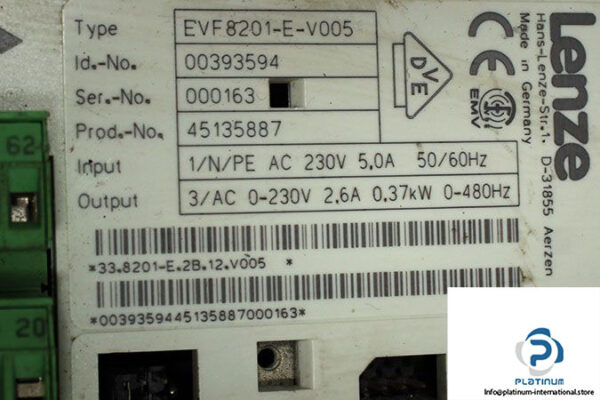 Type EVF8201-E-V005
Id.-No. 00393594
Ser.-No. 000163
Prod.-No. 45135887
Input 1/N/PE AC 230V 5.0A 50/60Hz
Output 3/AC 0-230V 2.6A 0.37kW 0-480Hz
*33.8201-E.2B.12.V005 *
*0039359445135887000163*
DVE
CE
EMV
Lenze
Hans-Lenze-Str.1. D-31855 Aerzen
Made in Germany
62
20
PLATINUM
info@platinum-international.store